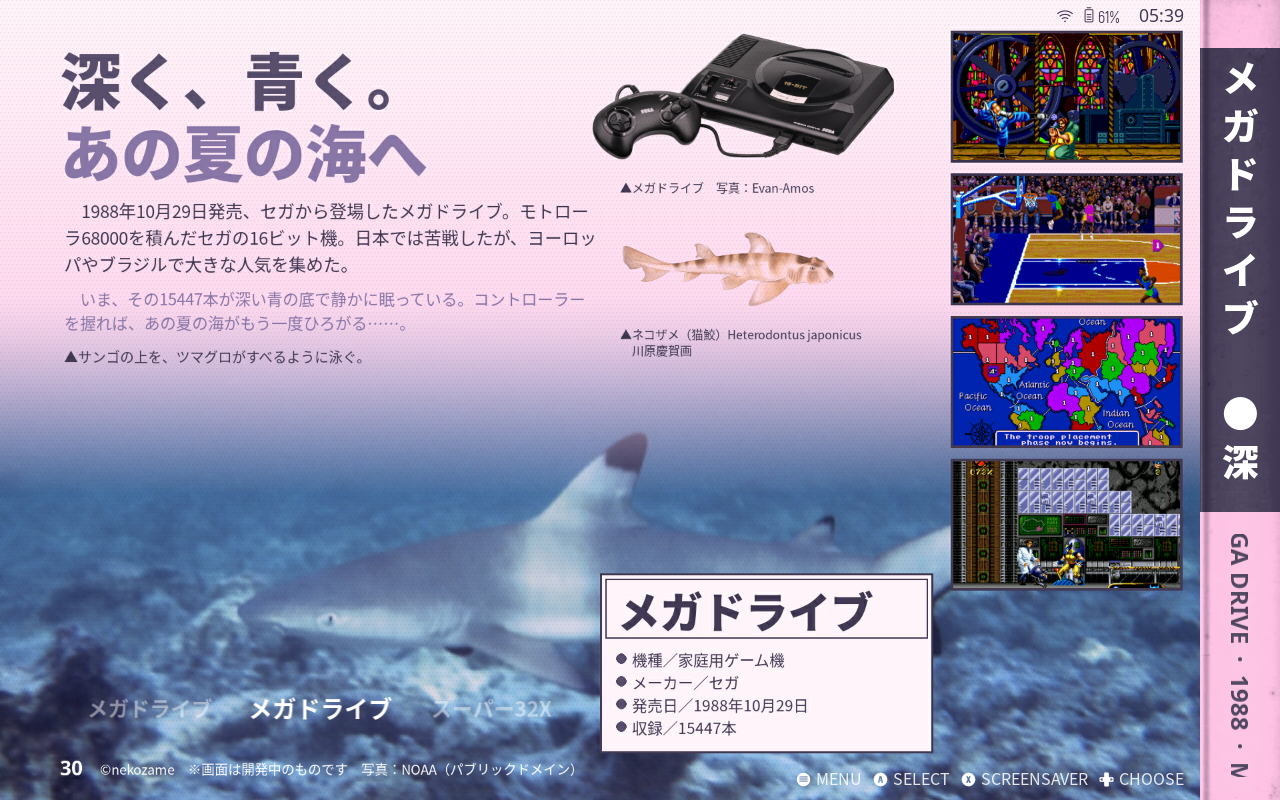 61% 05:39
深く、青く。
あの夏の海へ
1988年10月29日発売、セガから登場したメガドライブ。モトロー
ラ68000を積んだセガの16ビット機。日本では苦戦したが、ヨーロッ
パやブラジルで大きな人気を集めた。
いま、その15447本が深い青の底で静かに眠っている。コントローラー
を握れば、あの夏の海がもう一度ひろがる……。
▲サンゴの上を、ツマグロがすべるように泳ぐ。
16-BIT
SEGA
▲メガドライブ　写真：Evan-Amos
▲ネコザメ（猫鮫）Heterodontus japonicus
川原慶賀画
Ocean
Atlantic
Ocean
Pacific
Ocean
Indian
Ocean
The troop placement
phase now begins.
メガドライブ ●深
GA DRIVE · 1988 ·
メガドライブ
●機種／家庭用ゲーム機
●メーカー／セガ
●発売日／1988年10月29日
●収録／15447本
メガドライブ メガドライブ スーパー32X
30 ©nekozame ※画面は開発中のものです 写真：NOAA（パブリックドメイン）
MENU A SELECT X SCREENSAVER CHOOSE